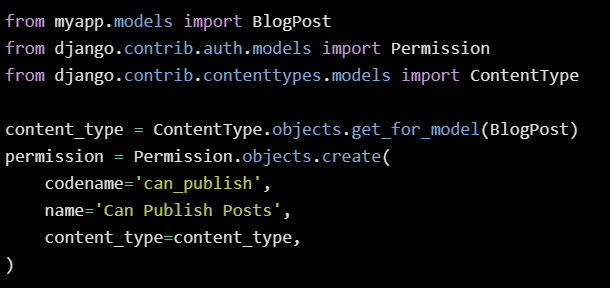 from myapp.models import BlogPost
from django.contrib.auth.models import Permission
from django.contrib.contenttypes.models import ContentType

content_type = ContentType.objects.get_for_model(BlogPost)
permission = Permission.objects.create(
    codename='can_publish',
    name='Can Publish Posts',
    content_type=content_type,
)